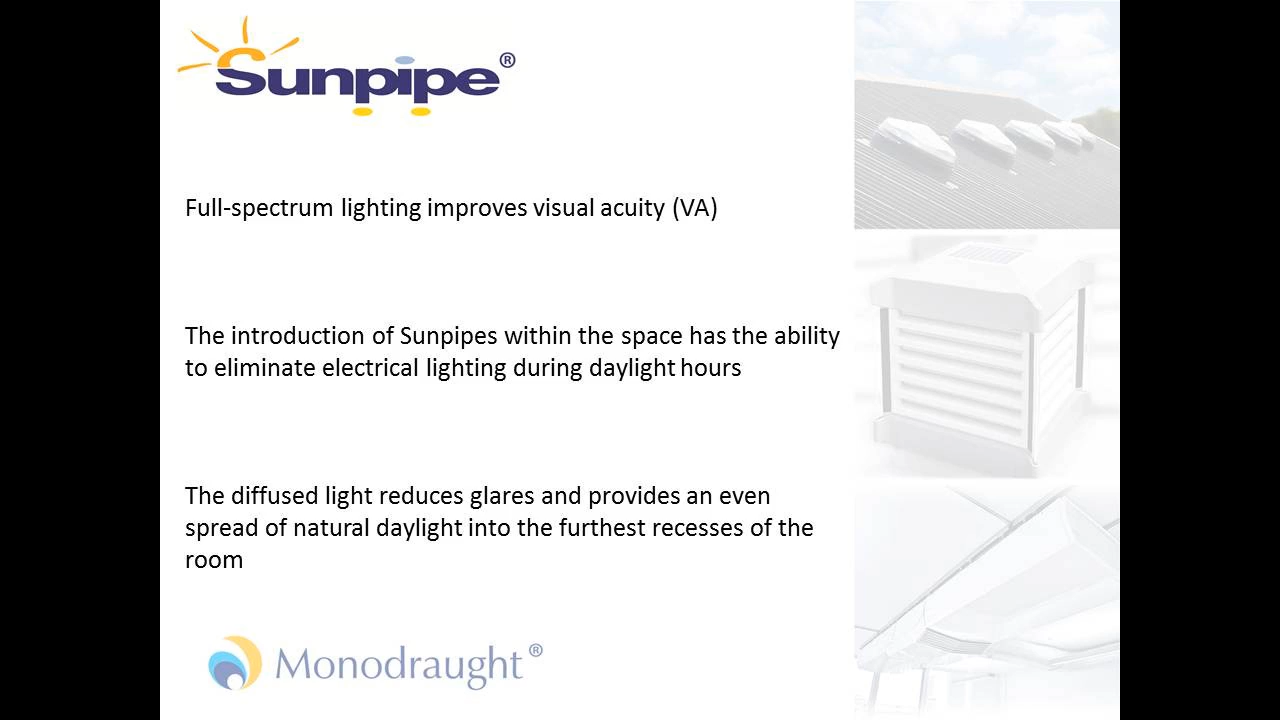 Sunpipe®
Full-spectrum lighting improves visual acuity (VA)
The introduction of Sunpipes within the space has the ability
to eliminate electrical lighting during daylight hours
The diffused light reduces glares and provides an even
spread of natural daylight into the furthest recesses of the
room
Monodraught®